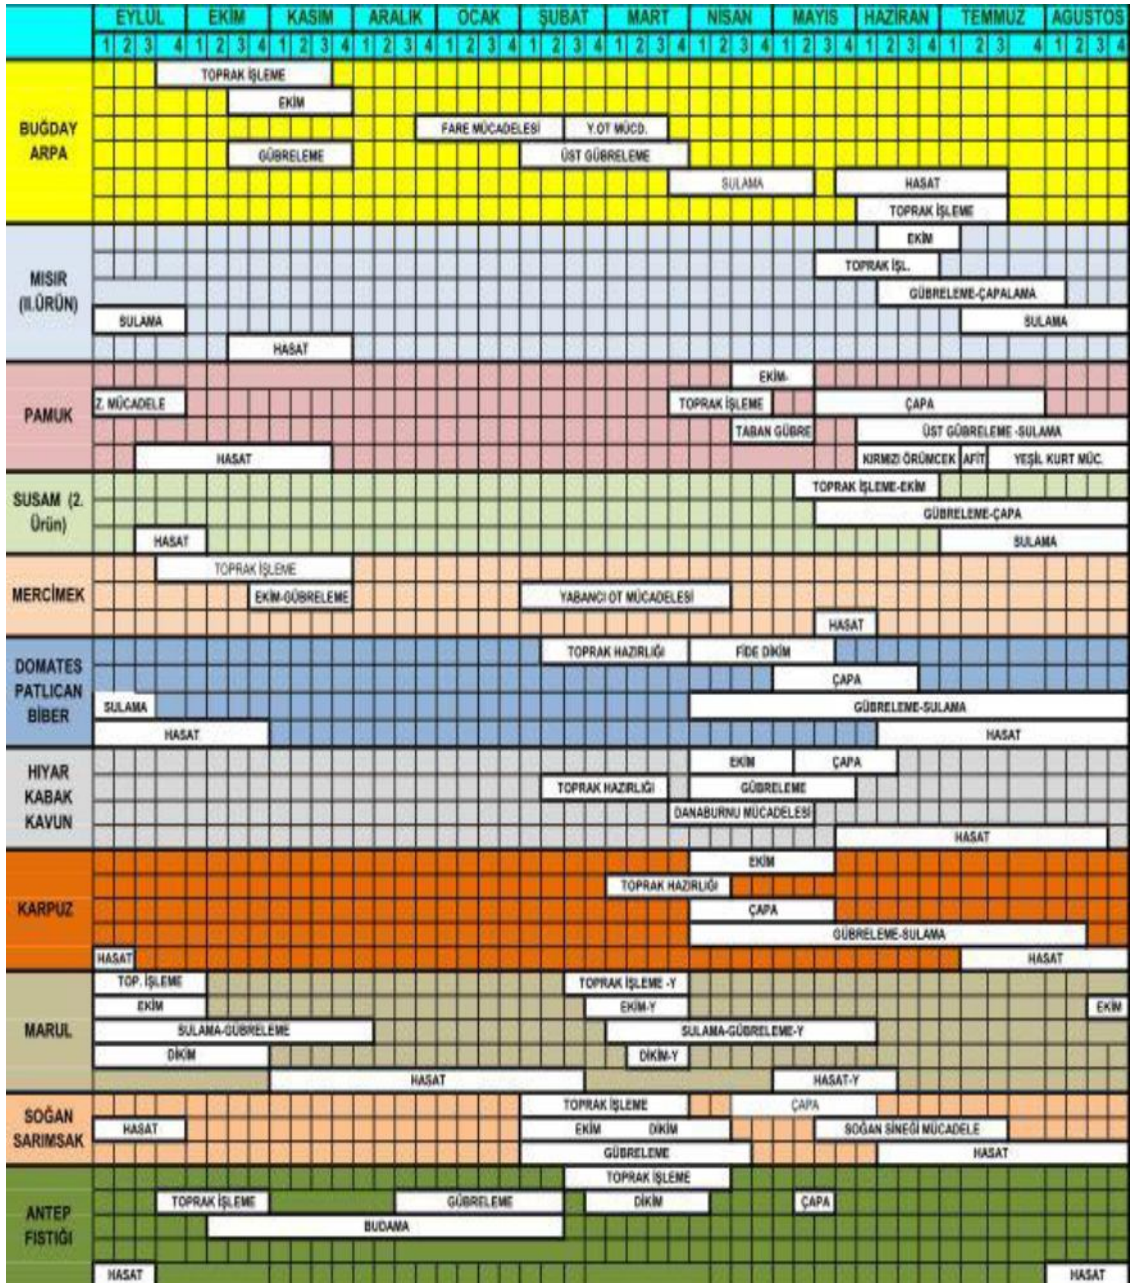 EYLÜL EKİM KASIM ARALIK OCAK ŞUBAT MART NİSAN MAYIS HAZİRAN TEMMUZ AGUSTOS
1 2 3 4 1 2 3 4 1 2 3 4 1 2 3 4 1 2 3 4 1 2 3 4 1 2 3 4 1 2 3 4 1 2 3 4 1 2 3 4 1 2 3 4 1 2 3 4
BUĞDAY
ARPA
TOPRAK İŞLEME
EKİM
FARE MÜCADELESİ Y.OT MÜCD.
GÜBRELEME ÜST GÜBRELEME
SULAMA HASAT
TOPRAK İŞLEME
MISIR
(II.ÜRÜN)
EKİM
TOPRAK İŞL.
GÜBRELEME-ÇAPALAMA
SULAMA SULAMA
HASAT
PAMUK
EKİM-
Z. MÜCADELE TOPRAK İŞLEME ÇAPA
TABAN GÜBRE ÜST GÜBRELEME -SULAMA
HASAT KIRMIZI ÖRÜMCEK AFİT YEŞİL KURT MÜC.
SUSAM (2.
Ürün)
TOPRAK İŞLEME-EKİM
GÜBRELEME-ÇAPA
HASAT SULAMA
MERCİMEK
TOPRAK İŞLEME
EKİM-GÜBRELEME YABANCI OT MÜCADELESİ
HASAT
DOMATES
PATLICAN
BİBER
TOPRAK HAZIRLIĞI FİDE DİKİM
ÇAPA
SULAMA GÜBRELEME-SULAMA
HASAT HASAT
HIYAR
KABAK
KAVUN
EKİM ÇAPA
TOPRAK HAZIRLIĞI GÜBRELEME
DANABURNU MÜCADELESİ
HASAT
KARPUZ
EKİM
TOPRAK HAZIRLIĞI
ÇAPA
GÜBRELEME-SULAMA
HASAT HASAT
MARUL
TOP. İŞLEME TOPRAK İŞLEME -Y
EKİM EKİM-Y EKİM
SULAMA-GÜBRELEME SULAMA-GÜBRELEME-Y
DİKİM DİKİM-Y
HASAT HASAT-Y
SOĞAN
SARIMSAK
TOPRAK İŞLEME ÇAPA
HASAT EKİM DİKİM SOĞAN SİNEĞİ MÜCADELE
GÜBRELEME HASAT
ANTEP
FISTIĞI
TOPRAK İŞLEME
TOPRAK İŞLEME GÜBRELEME DİKİM ÇAPA
BUDAMA
HASAT HASAT